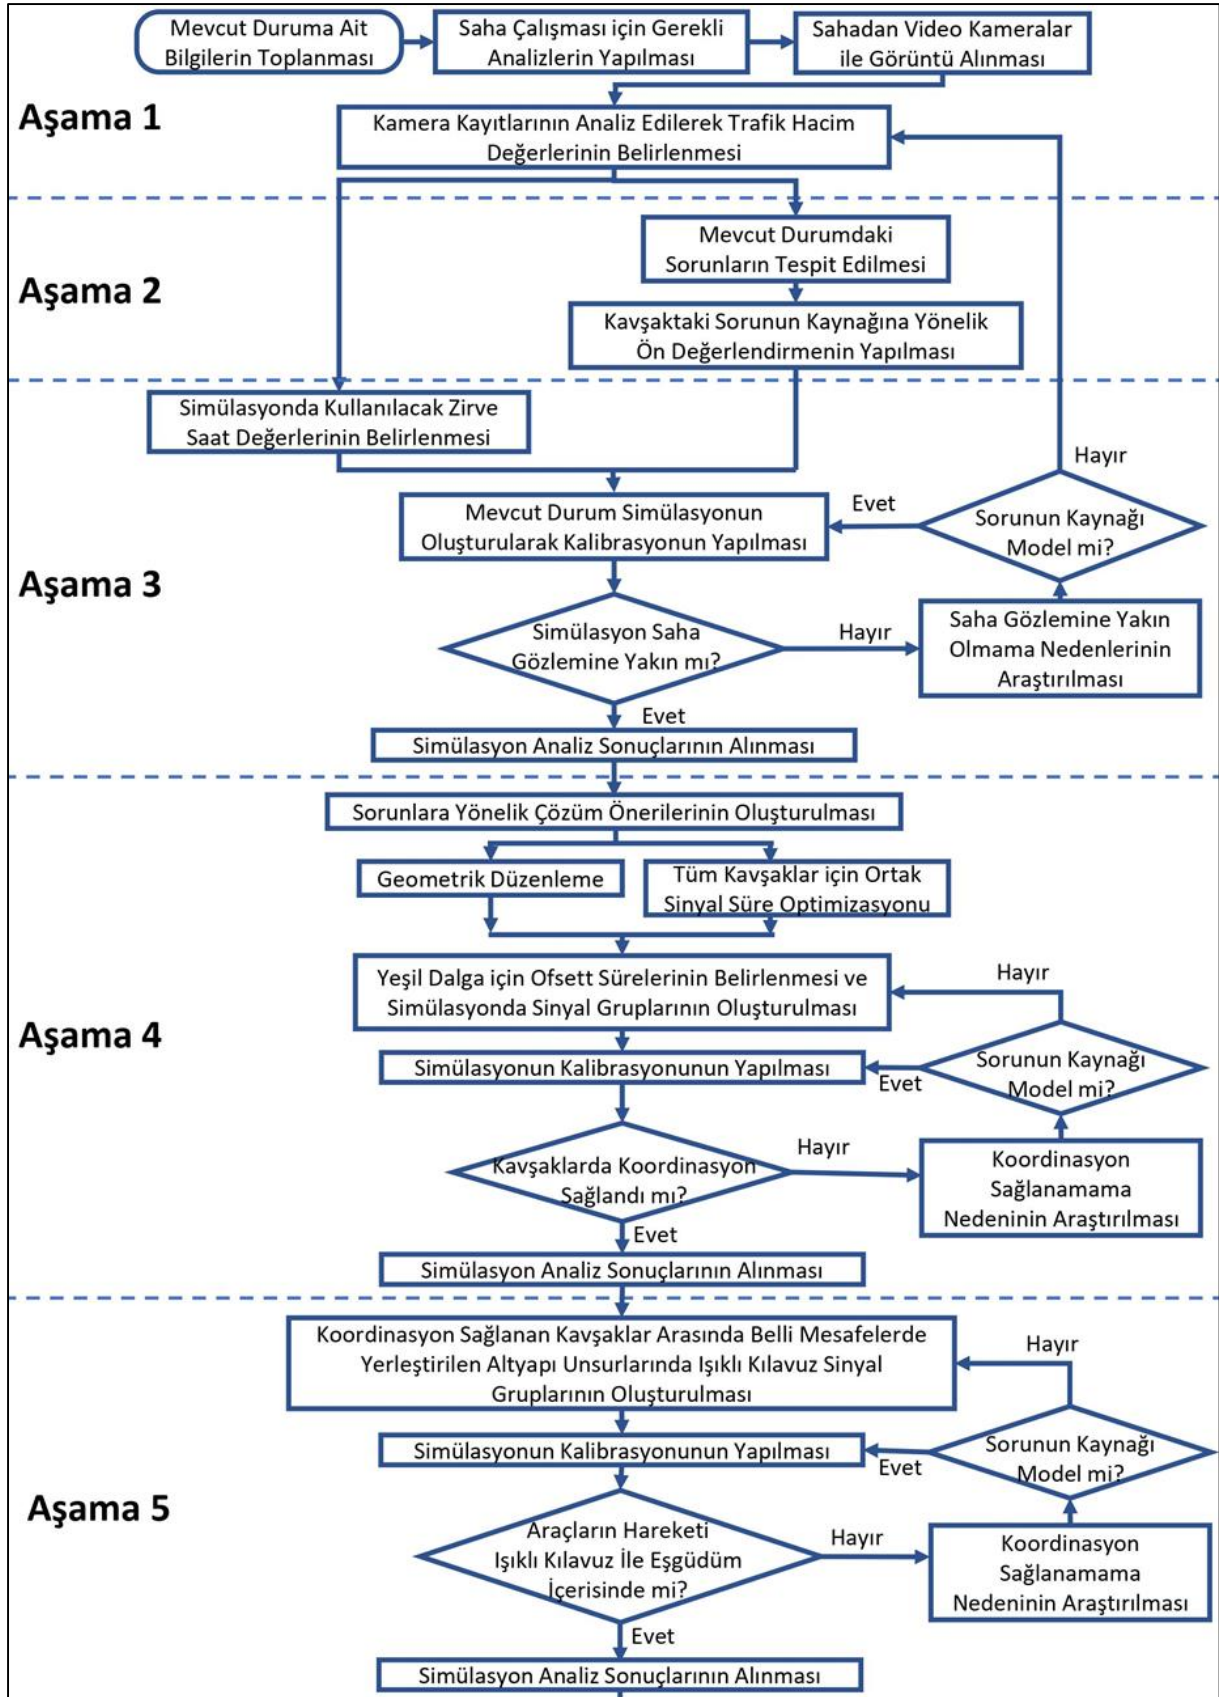 Mevcut Duruma Ait
Bilgilerin Toplanması
Saha Çalışması için Gerekli
Analizlerin Yapılması
Sahadan Video Kameralar
ile Görüntü Alınması
Aşama 1
Kamera Kayıtlarının Analiz Edilerek Trafik Hacim
Değerlerinin Belirlenmesi
Mevcut Durumdaki
Sorunların Tespit Edilmesi
Aşama 2
Kavşaktaki Sorunun Kaynağına Yönelik
Ön Değerlendirmenin Yapılması
Simülasyonda Kullanılacak Zirve
Saat Değerlerinin Belirlenmesi
Hayır
Mevcut Durum Simülasyonun
Oluşturularak Kalibrasyonun Yapılması
Evet
Sorunun Kaynağı
Model mi?
Aşama 3
Simülasyon Saha
Gözlemine Yakın mı?
Hayır
Saha Gözlemine Yakın
Olmama Nedenlerinin
Araştırılması
Evet
Simülasyon Analiz Sonuçlarının Alınması
Sorunlara Yönelik Çözüm Önerilerinin Oluşturulması
Geometrik Düzenleme
Tüm Kavşaklar için Ortak
Sinyal Süre Optimizasyonu
Yeşil Dalga için Ofsett Sürelerinin Belirlenmesi ve
Simülasyonda Sinyal Gruplarının Oluşturulması
Hayır
Aşama 4
Simülasyonun Kalibrasyonunun Yapılması
Evet
Sorunun Kaynağı
Model mi?
Kavşaklarda Koordinasyon
Sağlandı mı?
Hayır
Koordinasyon
Sağlanamama
Nedeninin Araştırılması
Evet
Simülasyon Analiz Sonuçlarının Alınması
Koordinasyon Sağlanan Kavşaklar Arasında Belli Mesafelerde
Yerleştirilen Altyapı Unsurlarında Işıklı Kılavuz Sinyal
Gruplarının Oluşturulması
Hayır
Simülasyonun Kalibrasyonunun Yapılması
Evet
Sorunun Kaynağı
Model mi?
Aşama 5
Araçların Hareketi
Işıklı Kılavuz İle Eşgüdüm
İçerisinde mi?
Hayır
Koordinasyon
Sağlanamama
Nedeninin Araştırılması
Evet
Simülasyon Analiz Sonuçlarının Alınması